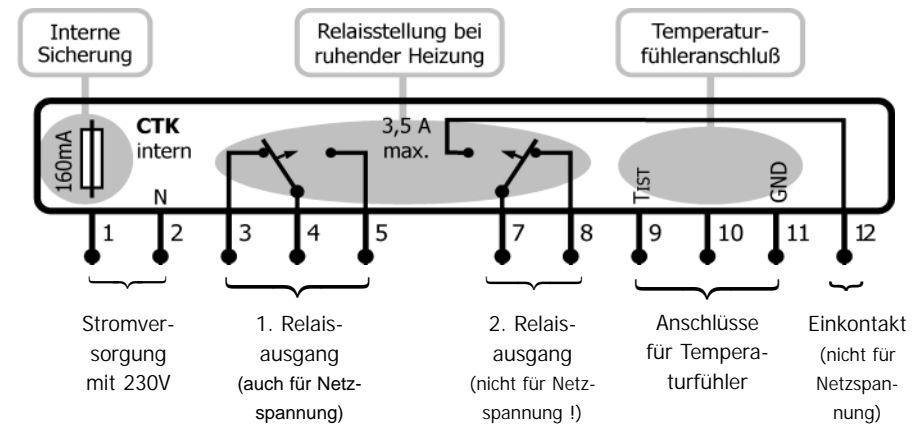 Interne
Sicherung
Relaisstellung bei
ruhender Heizung
Temperatur-
fühleranschluß
160mA
CTK
intern
3,5 A
max.
N
TIST
GND
1
2
3
4
5
7
8
9
10
11
12
Stromver-
sorgung
mit 230V
1. Relais-
ausgang
(auch für Netz-
spannung)
2. Relais-
ausgang
(nicht für Netz-
spannung !)
Anschlüsse
für Tempera-
turfühler
Einkontakt
(nicht für
Netzspan-
nung)